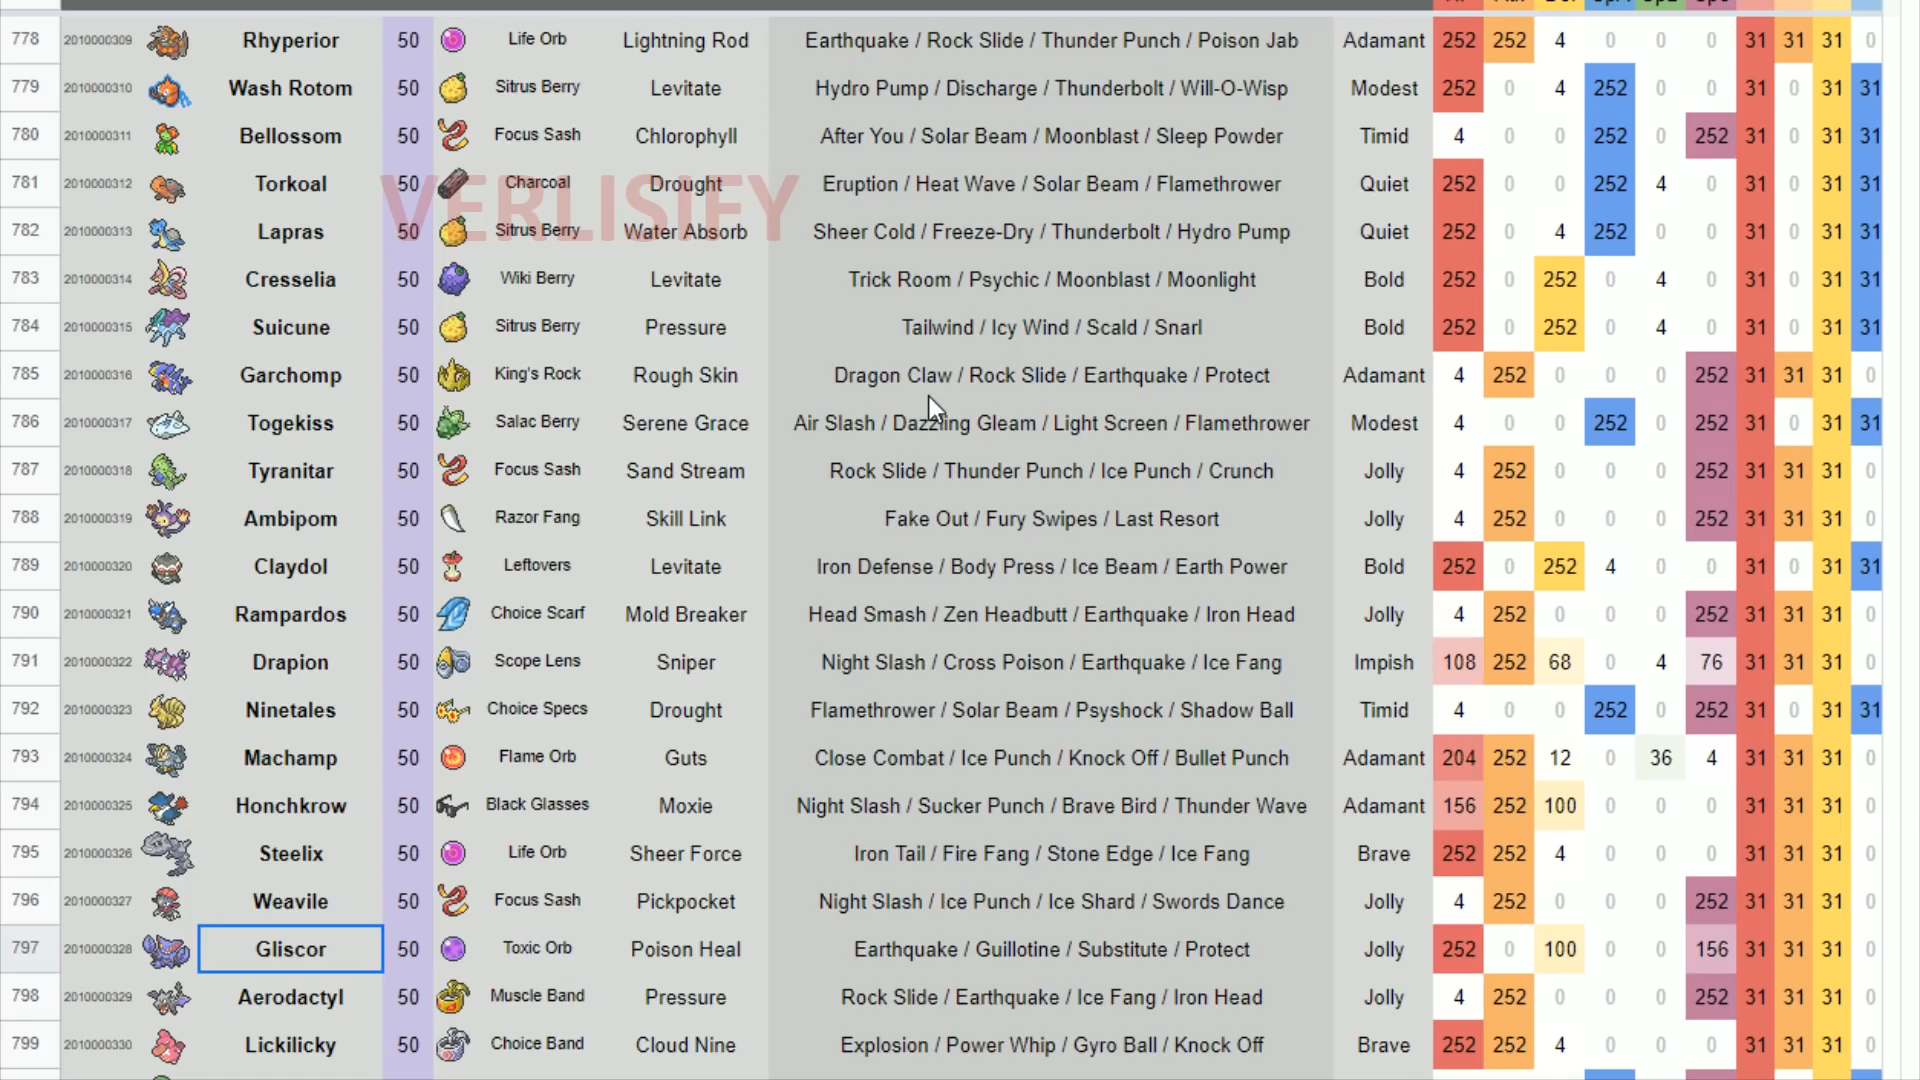 778 2010000309 Rhyperior 50 Life Orb Lightning Rod Earthquake / Rock Slide / Thunder Punch / Poison Jab Adamant 252 252 4 0 0 0 31 31 31 0
779 2010000310 Wash Rotom 50 Sitrus Berry Levitate Hydro Pump / Discharge / Thunderbolt / Will-O-Wisp Modest 252 0 4 252 0 0 31 0 31 31
780 2010000311 Bellossom 50 Focus Sash Chlorophyll After You / Solar Beam / Moonblast / Sleep Powder Timid 4 0 0 252 0 252 31 0 31 31
781 2010000312 Torkoal 50 Charcoal Drought Eruption / Heat Wave / Solar Beam / Flamethrower Quiet 252 0 0 252 4 0 31 0 31 31
VERLISIFY
782 2010000313 Lapras 50 Sitrus Berry Water Absorb Sheer Cold / Freeze-Dry / Thunderbolt / Hydro Pump Quiet 252 0 4 252 0 0 31 0 31 31
783 2010000314 Cresselia 50 Wiki Berry Levitate Trick Room / Psychic / Moonblast / Moonlight Bold 252 0 252 0 4 0 31 0 31 31
784 2010000315 Suicune 50 Sitrus Berry Pressure Tailwind / Icy Wind / Scald / Snarl Bold 252 0 252 0 4 0 31 0 31 31
785 2010000316 Garchomp 50 King's Rock Rough Skin Dragon Claw / Rock Slide / Earthquake / Protect Adamant 4 252 0 0 0 252 31 31 31 0
786 2010000317 Togekiss 50 Salac Berry Serene Grace Air Slash / Dazzling Gleam / Light Screen / Flamethrower Modest 4 0 0 252 0 252 31 0 31 31
787 2010000318 Tyranitar 50 Focus Sash Sand Stream Rock Slide / Thunder Punch / Ice Punch / Crunch Jolly 4 252 0 0 0 252 31 31 31 0
788 2010000319 Ambipom 50 Razor Fang Skill Link Fake Out / Fury Swipes / Last Resort Jolly 4 252 0 0 0 252 31 31 31 0
789 2010000320 Claydol 50 Leftovers Levitate Iron Defense / Body Press / Ice Beam / Earth Power Bold 252 0 252 4 0 0 31 0 31 31
790 2010000321 Rampardos 50 Choice Scarf Mold Breaker Head Smash / Zen Headbutt / Earthquake / Iron Head Jolly 4 252 0 0 0 252 31 31 31 0
791 2010000322 Drapion 50 Scope Lens Sniper Night Slash / Cross Poison / Earthquake / Ice Fang Impish 108 252 68 0 4 76 31 31 31 0
792 2010000323 Ninetales 50 Choice Specs Drought Flamethrower / Solar Beam / Psyshock / Shadow Ball Timid 4 0 0 252 0 252 31 0 31 31
793 2010000324 Machamp 50 Flame Orb Guts Close Combat / Ice Punch / Knock Off / Bullet Punch Adamant 204 252 12 0 36 4 31 31 31 0
794 2010000325 Honchkrow 50 Black Glasses Moxie Night Slash / Sucker Punch / Brave Bird / Thunder Wave Adamant 156 252 100 0 0 0 31 31 31 0
795 2010000326 Steelix 50 Life Orb Sheer Force Iron Tail / Fire Fang / Stone Edge / Ice Fang Brave 252 252 4 0 0 0 31 31 31 0
796 2010000327 Weavile 50 Focus Sash Pickpocket Night Slash / Ice Punch / Ice Shard / Swords Dance Jolly 4 252 0 0 0 252 31 31 31 0
797 2010000328 Gliscor 50 Toxic Orb Poison Heal Earthquake / Guillotine / Substitute / Protect Jolly 252 0 100 0 0 156 31 31 31 0
798 2010000329 Aerodactyl 50 Muscle Band Pressure Rock Slide / Earthquake / Ice Fang / Iron Head Jolly 4 252 0 0 0 252 31 31 31 0
799 2010000330 Lickilicky 50 Choice Band Cloud Nine Explosion / Power Whip / Gyro Ball / Knock Off Brave 252 252 4 0 0 0 31 31 31 0